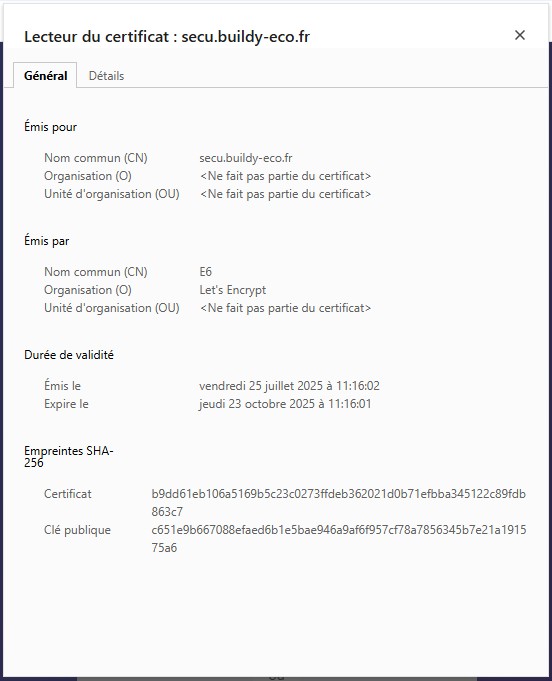 Lecteur du certificat : secu.buildy-eco.fr
Général
Détails
Émis pour
Nom commun (CN) secu.buildy-eco.fr
Organisation (O) <Ne fait pas partie du certificat>
Unité d'organisation (OU) <Ne fait pas partie du certificat>
Émis par
Nom commun (CN) E6
Organisation (O) Let's Encrypt
Unité d'organisation (OU) <Ne fait pas partie du certificat>
Durée de validité
Émis le vendredi 25 juillet 2025 à 11:16:02
Expire le jeudi 23 octobre 2025 à 11:16:01
Empreintes SHA-
256
Certificat b9dd61eb106a5169b5c23c0273ffdeb362021d0b71efbba345122c89fdb
863c7
Clé publique c651e9b667088efaed6b1e5bae946a9af6f957cf78a7856345b7e21a1915
75a6